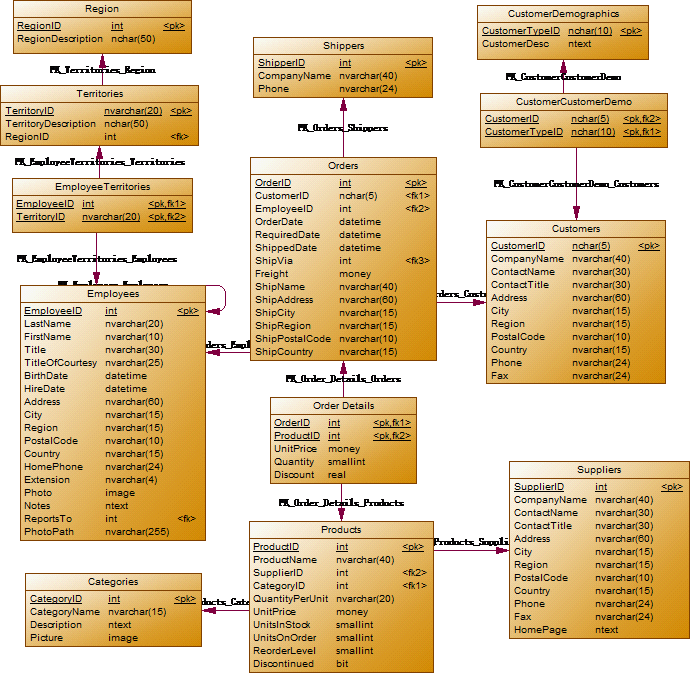 Region
RegionID int <pk>
RegionDescription nchar(50)
FK_Territories_Region
Territories
TerritoryID nvarchar(20) <pk>
TerritoryDescription nchar(50)
RegionID int <fk>
FK_EmployeeTerritories_Territories
EmployeeTerritories
EmployeeID int <pk,fk1>
TerritoryID nvarchar(20) <pk,fk2>
FK_EmployeeTerritories_Employees
Employees
EmployeeID int <pk>
LastName nvarchar(20)
FirstName nvarchar(10)
Title nvarchar(30)
TitleOfCourtesy nvarchar(25)
BirthDate datetime
HireDate datetime
Address nvarchar(60)
City nvarchar(15)
Region nvarchar(15)
PostalCode nvarchar(10)
Country nvarchar(15)
HomePhone nvarchar(24)
Extension nvarchar(4)
Photo image
Notes ntext
ReportsTo int <fk>
PhotoPath nvarchar(255)
Categories
CategoryID int <pk>
CategoryName nvarchar(15)
Description ntext
Picture image
Shippers
ShipperID int <pk>
CompanyName nvarchar(40)
Phone nvarchar(24)
FK_Orders_Shippers
Orders
OrderID int <pk>
CustomerID nchar(5) <fk1>
EmployeeID int <fk2>
OrderDate datetime
RequiredDate datetime
ShippedDate datetime
ShipVia int <fk3>
Freight money
ShipName nvarchar(40)
ShipAddress nvarchar(60)
ShipCity nvarchar(15)
ShipRegion nvarchar(15)
ShipPostalCode nvarchar(10)
ShipCountry nvarchar(15)
FK_Order_Details_Orders
Order Details
OrderID int <pk,fk1>
ProductID int <pk,fk2>
UnitPrice money
Quantity smallint
Discount real
FK_Order_Details_Products
Products
ProductID int <pk>
ProductName nvarchar(40)
SupplierID int <fk2>
CategoryID int <fk1>
QuantityPerUnit nvarchar(20)
UnitPrice money
UnitsInStock smallint
UnitsOnOrder smallint
ReorderLevel smallint
Discontinued bit
CustomerDemographics
CustomerTypeID nchar(10) <pk>
CustomerDesc ntext
FK_CustomerCustomerDemo
CustomerCustomerDemo
CustomerID nchar(5) <pk,fk2>
CustomerTypeID nchar(10) <pk,fk1>
FK_CustomerCustomerDemo_Customers
Customers
CustomerID nchar(5) <pk>
CompanyName nvarchar(40)
ContactName nvarchar(30)
ContactTitle nvarchar(30)
Address nvarchar(60)
City nvarchar(15)
Region nvarchar(15)
PostalCode nvarchar(10)
Country nvarchar(15)
Phone nvarchar(24)
Fax nvarchar(24)
Suppliers
SupplierID int <pk>
CompanyName nvarchar(40)
ContactName nvarchar(30)
ContactTitle nvarchar(30)
Address nvarchar(60)
City nvarchar(15)
Region nvarchar(15)
PostalCode nvarchar(10)
Country nvarchar(15)
Phone nvarchar(24)
Fax nvarchar(24)
HomePage ntext